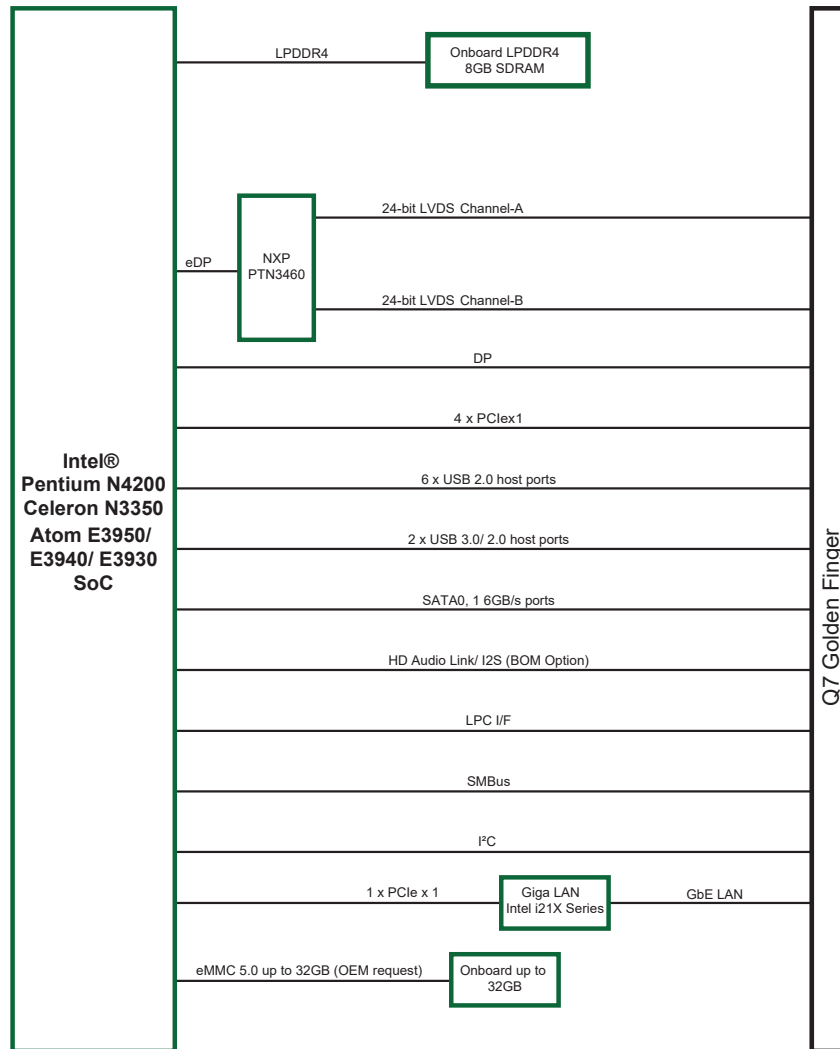 LPDDR4
Onboard LPDDR4
8GB SDRAM
24-bit LVDS Channel-A
eDP
NXP
PTN3460
24-bit LVDS Channel-B
DP
4 x PCIex1
Intel®
Pentium N4200
Celeron N3350
Atom E3950/
E3940/ E3930
SoC
6 x USB 2.0 host ports
2 x USB 3.0/ 2.0 host ports
SATA0, 1 6GB/s ports
HD Audio Link/ I2S (BOM Option)
LPC I/F
SMBus
I²C
1 x PCIe x 1
Giga LAN
Intel i21X Series
GbE LAN
eMMC 5.0 up to 32GB (OEM request)
Onboard up to
32GB
Q7 Golden Finger